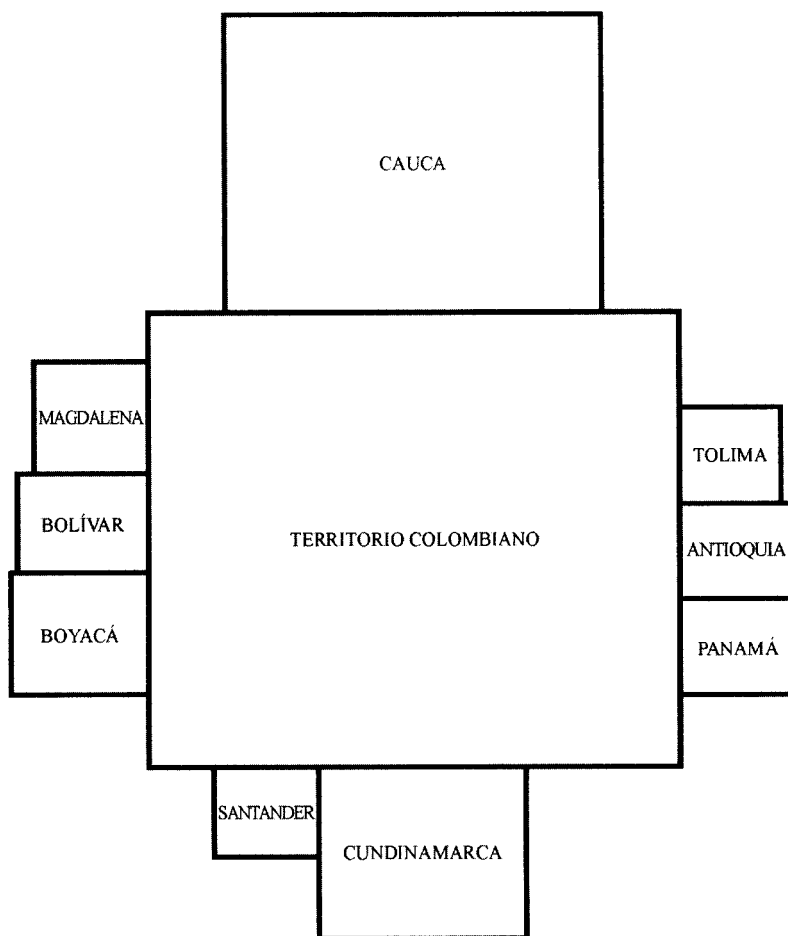 CAUCA
MAGDALENA
TOLIMA
BOLÍVAR
TERRITORIO COLOMBIANO
ANTIOQUIA
BOYACÁ
PANAMÁ
SANTANDER
CUNDINAMARCA